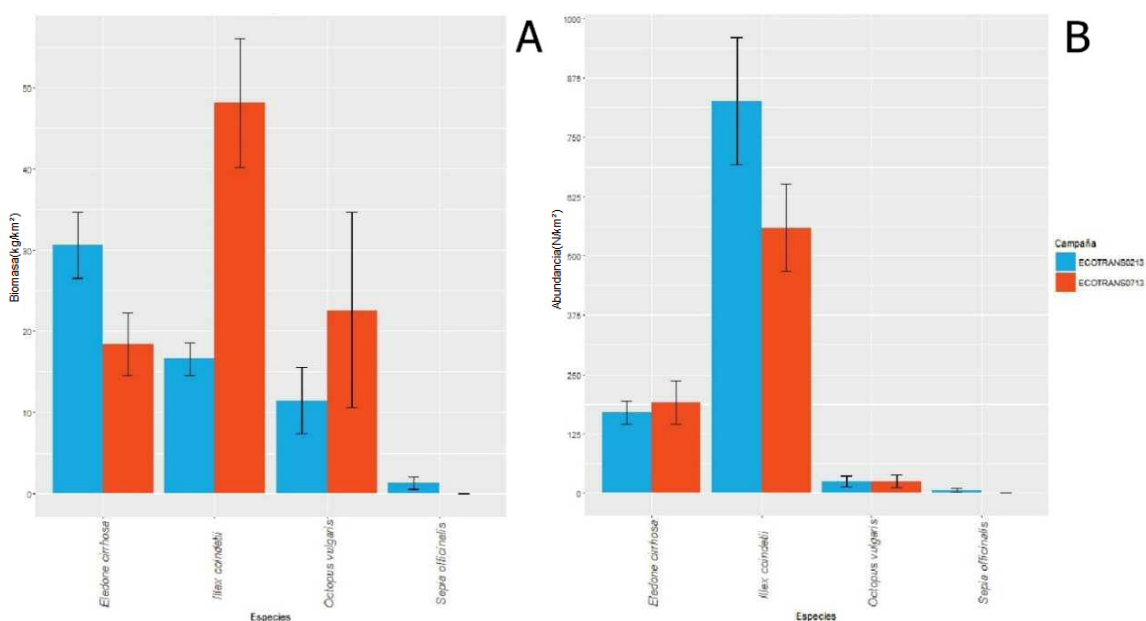 A
Biomasa(kg/km²)
50
40
30
20
10
0
Eledone cirrhosa
Illex coindetii
Octopus vulgaris
Sepia officinalis
Especies
B
Abundancia(N/km²)
1000
875
750
625
500
375
250
125
0
Eledone cirrhosa
Illex coindetii
Octopus vulgaris
Sepia officinalis
Especies
Campaña
ECOTRANS0213
ECOTRANS0713